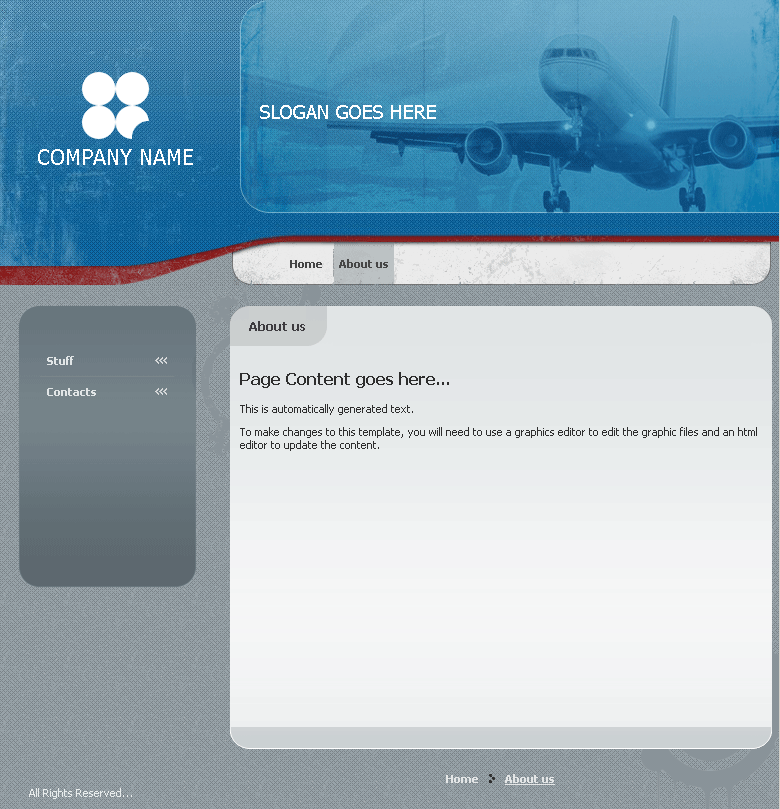 SLOGAN GOES HERE
COMPANY NAME
Home
About us
Stuff
Contacts
About us
Page Content goes here...
This is automatically generated text.
To make changes to this template, you will need to use a graphics editor to edit the graphic files and an html
editor to update the content.
Home
About us
All Rights Reserved...